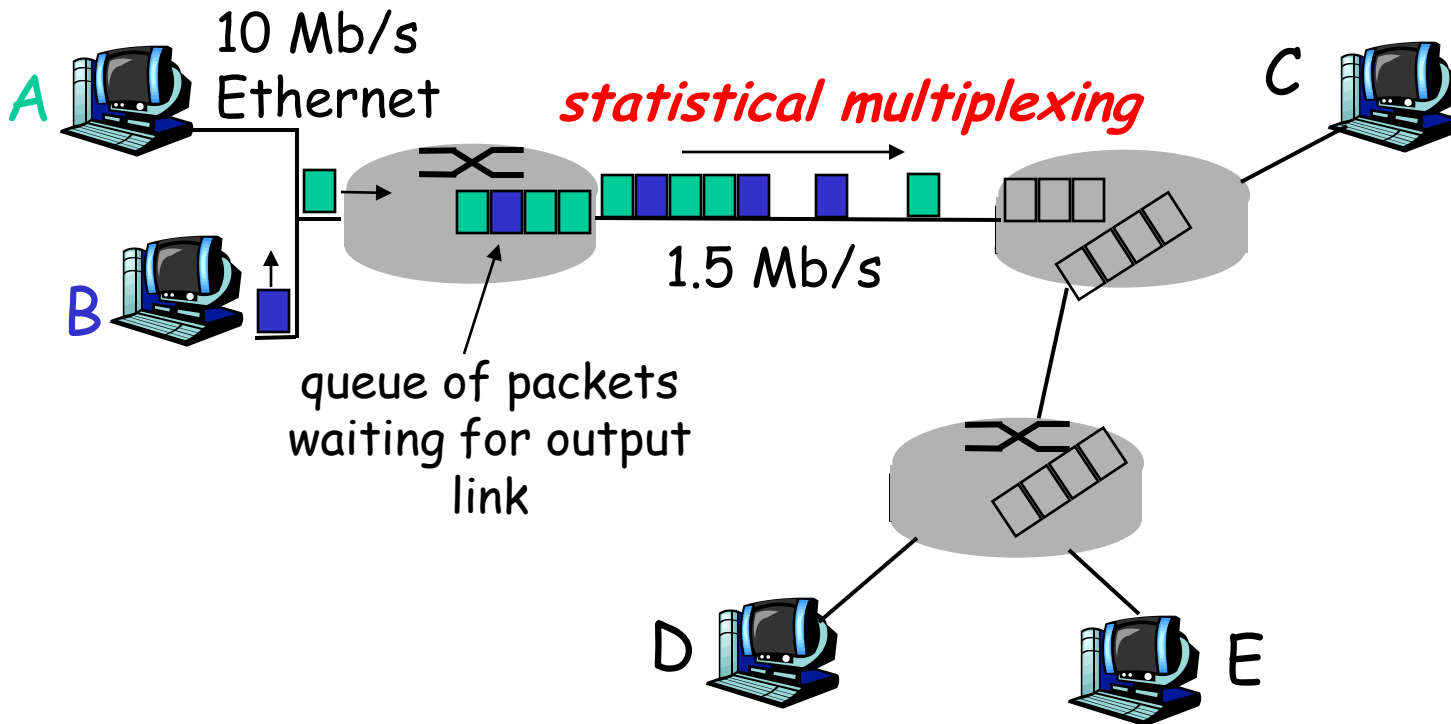 10 Mb/s
Ethernet
A
statistical multiplexing
C
B
1.5 Mb/s
queue of packets
waiting for output
link
D
E